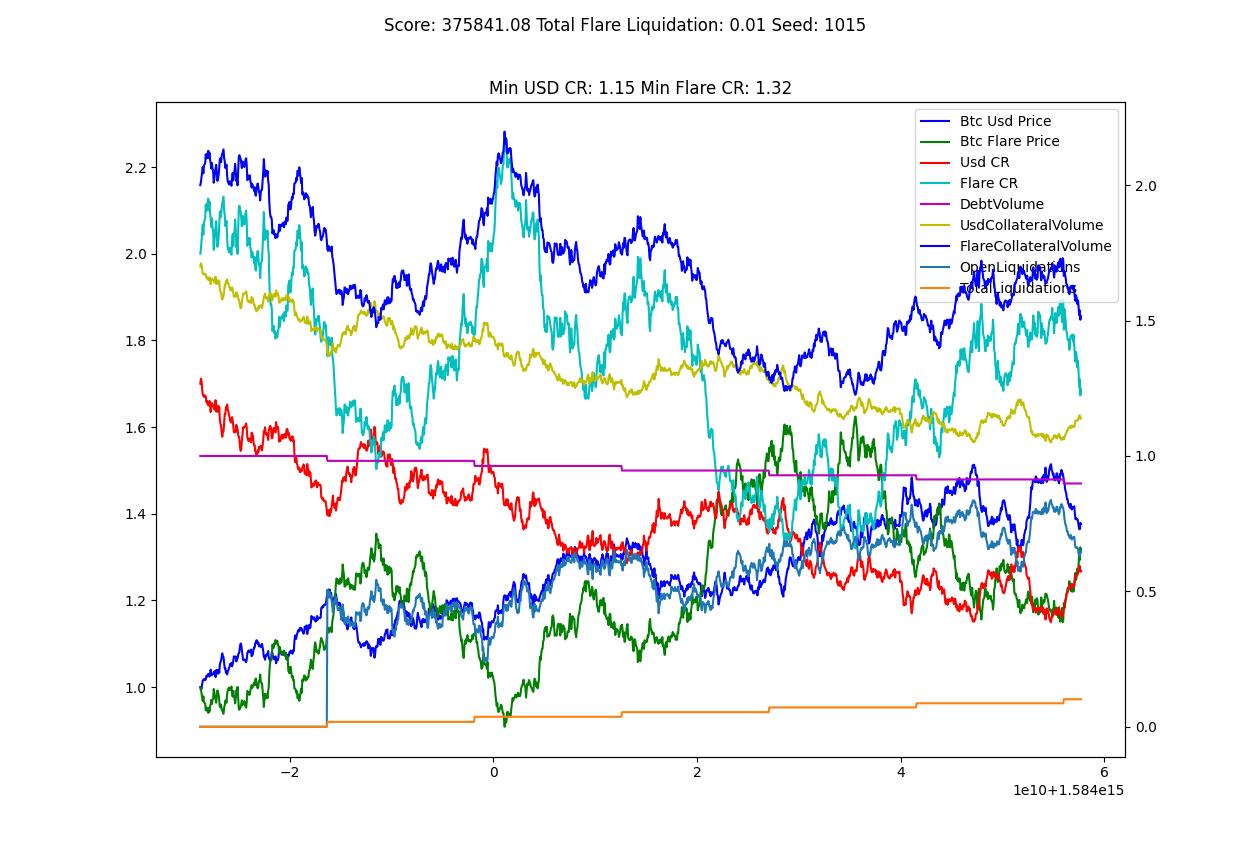 Score: 375841.08 Total Flare Liquidation: 0.01 Seed: 1015
Min USD CR: 1.15 Min Flare CR: 1.32
Btc Usd Price
Btc Flare Price
Usd CR
Flare CR
DebtVolume
UsdCollateralVolume
FlareCollateralVolume
OpenLiquidations
TotalLiquidations
2.2
2.0
1.8
1.6
1.4
1.2
1.0
2.0
1.5
1.0
0.5
0.0
−2
0
2
4
6
1e10+1.584e15